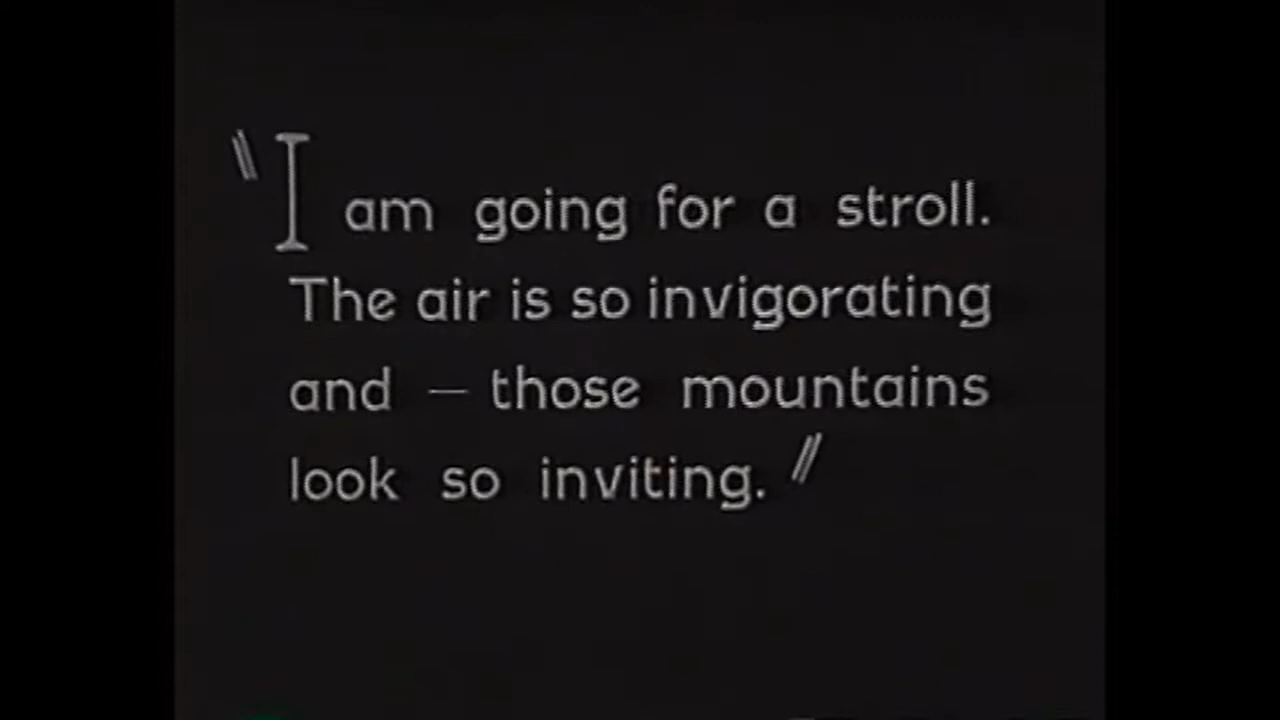 "I am going for a stroll.
The air is so invigorating
and – those mountains
look so inviting."